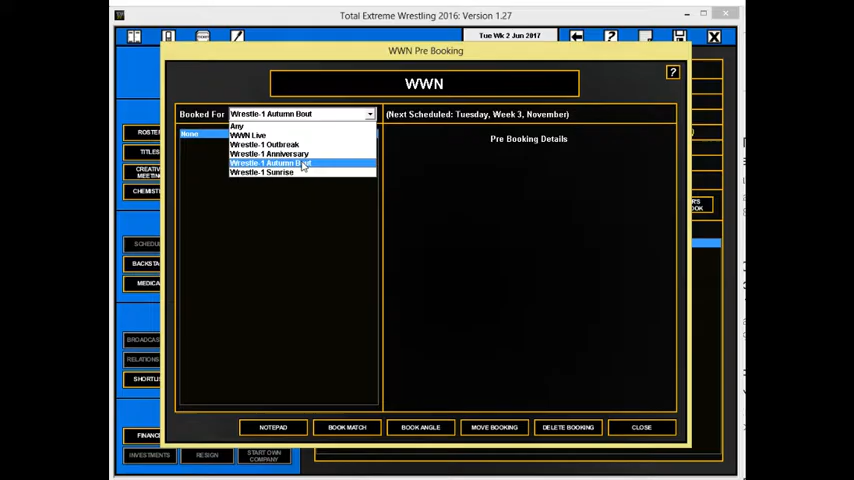 Total Extreme Wrestling 2016: Version 1.27
Tue Wk 2 Jun 2017
WWN Pre Booking
WWN
?
Booked For Wrestle-1 Autumn Bout
(Next Scheduled: Tuesday, Week 3, November)
None
Any
WWN Live
Wrestle-1 Outbreak
Wrestle-1 Anniversary
Wrestle-1 Autumn Bout
Wrestle-1 Sunrise
Pre Booking Details
ROSTER
TITLES
CREATIVE
MEETING
CHEMIST
SCHEDU
BACKSTA
MEDICA
BROADCAS
RELATIONS
SHORTLIS
FINANC
INVESTMENTS
RESIGN
START OWN
COMPANY
R'S
OOK
NOTEPAD
BOOK MATCH
BOOK ANGLE
MOVE BOOKING
DELETE BOOKING
CLOSE